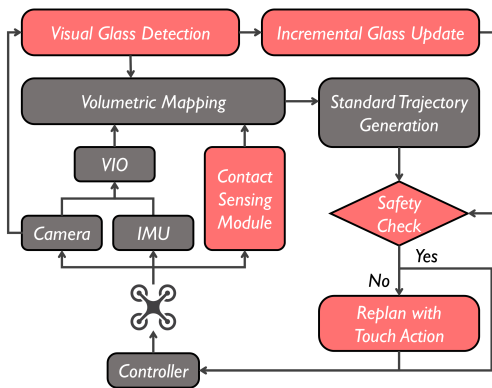 Visual Glass Detection
Incremental Glass Update
Volumetric Mapping
Standard Trajectory
Generation
VIO
Contact
Sensing
Module
Safety
Check
Camera
IMU
Yes
No
Replan with
Touch Action
Controller